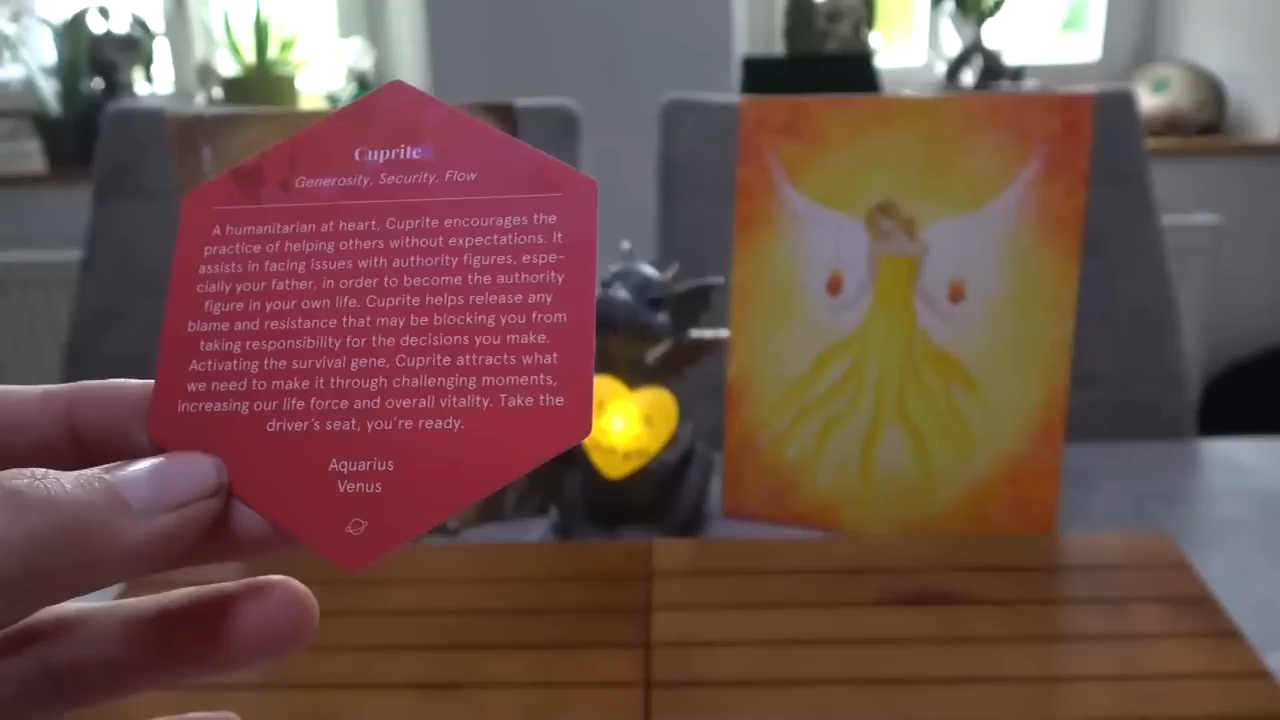 Cuprite
Generosity, Security, Flow
A humanitarian at heart, Cuprite encourages the
practice of helping others without expectations. It
assists in facing issues with authority figures, espe-
cially your father, in order to become the authority
figure in your own life. Cuprite helps release any
blame and resistance that may be blocking you from
taking responsibility for the decisions you make.
Activating the survival gene, Cuprite attracts what
we need to make it through challenging moments,
increasing our life force and overall vitality. Take the
driver's seat, you're ready.
Aquarius
Venus